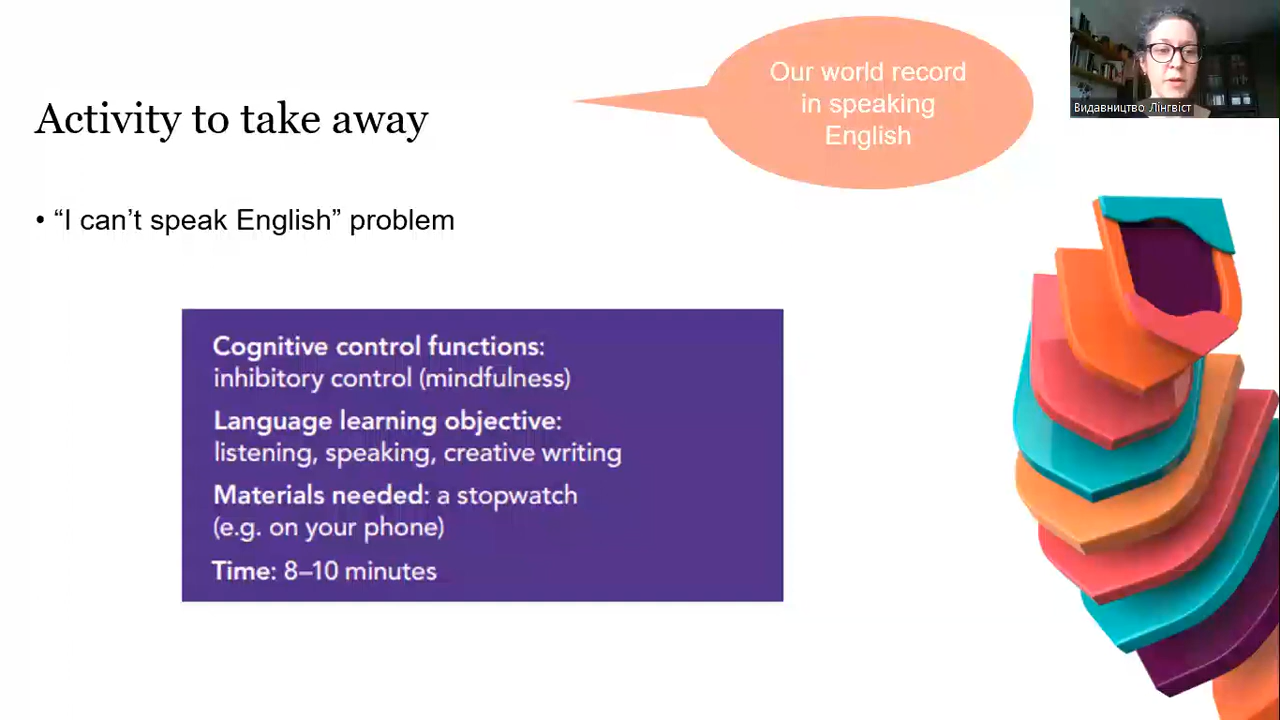 Our world record
in speaking
English
Видавництво Лінгвіст
Activity to take away
• “I can’t speak English” problem
Cognitive control functions:
inhibitory control (mindfulness)
Language learning objective:
listening, speaking, creative writing
Materials needed: a stopwatch
(e.g. on your phone)
Time: 8–10 minutes